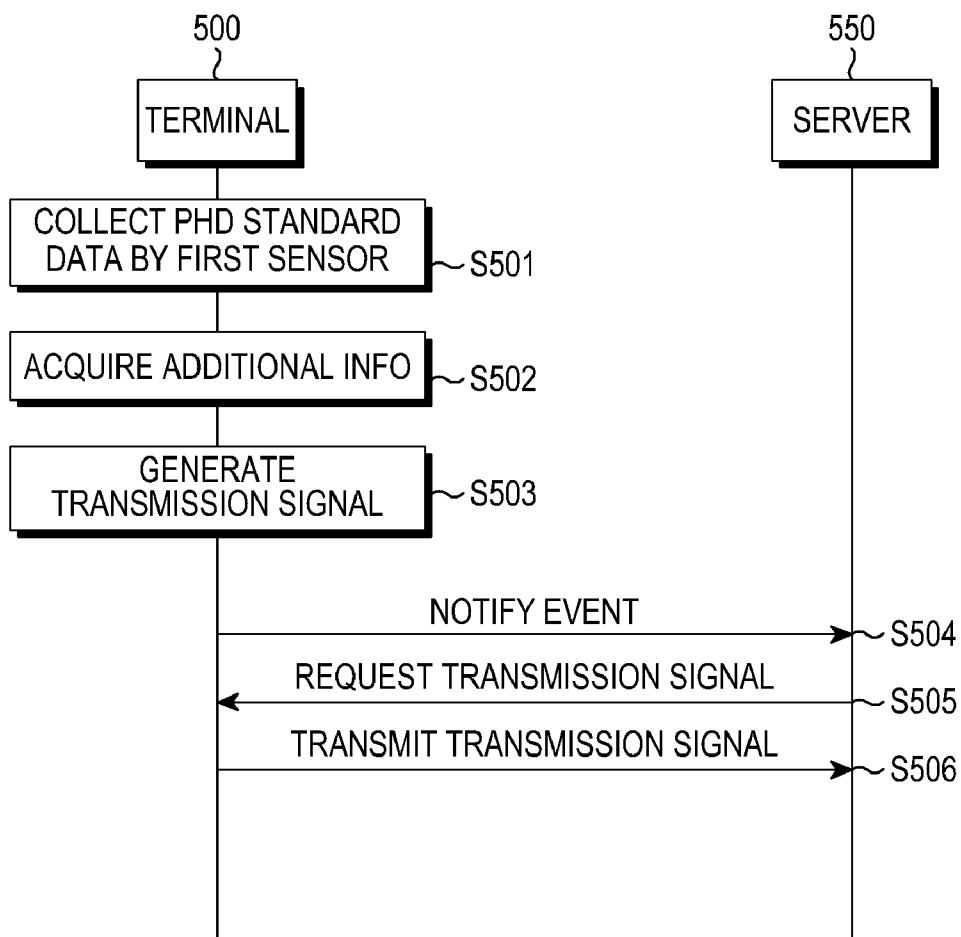 500
550
TERMINAL
SERVER
COLLECT PHD STANDARD
DATA BY FIRST SENSOR
S501
ACQUIRE ADDITIONAL INFO
S502
GENERATE
TRANSMISSION SIGNAL
S503
NOTIFY EVENT
S504
REQUEST TRANSMISSION SIGNAL
S505
TRANSMIT TRANSMISSION SIGNAL
S506